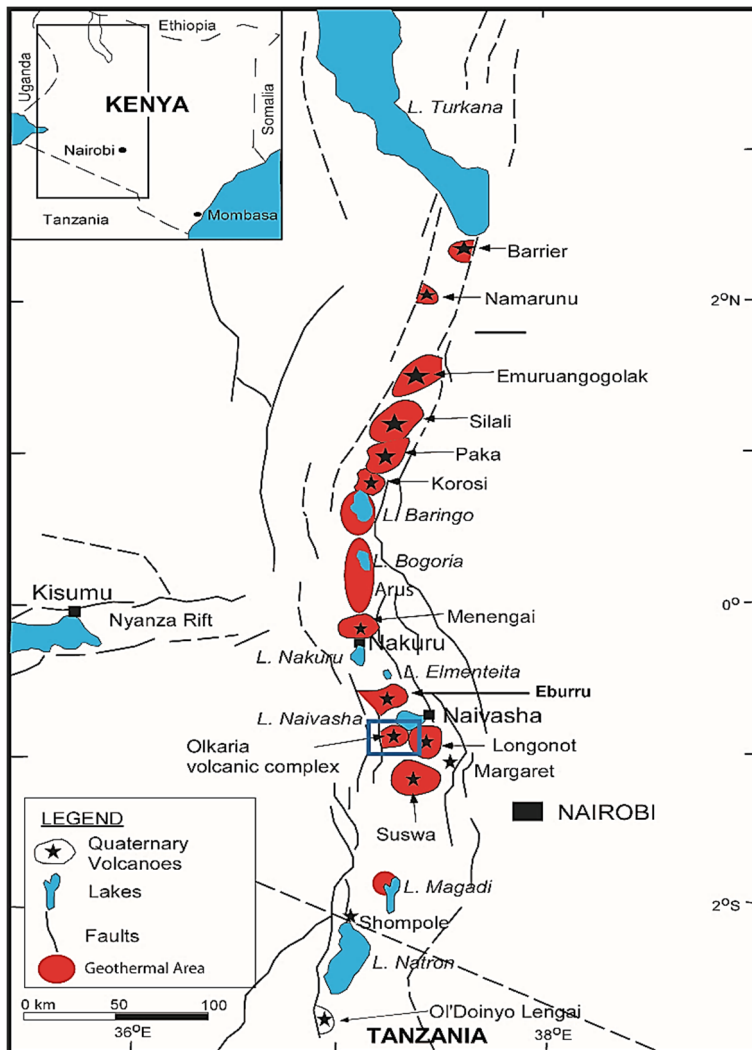 Ethiopia
Uganda
KENYA
Somalia
Nairobi
Tanzania
Mombasa
L. Turkana
Barrier
Namarunu
2°N
Emuruangogolak
Silali
Paka
Korosi
L. Baringo
L. Bogoria
Arus
Kisumu
Nyanza Rift
0°
Menengai
Nakuru
L. Nakuru
L. Elmenteita
Eburru
L. Naivasha
Naivasha
Olkaria
volcanic complex
Longonot
Margaret
Suswa
NAIROBI
LEGEND
Quaternary
Volcanoes
Lakes
Faults
Geothermal Area
0 km 50 100
36°E
L. Magadi
2°S
Shompole
L. Natron
Ol'Doinyo Lengai
TANZANIA
38°E